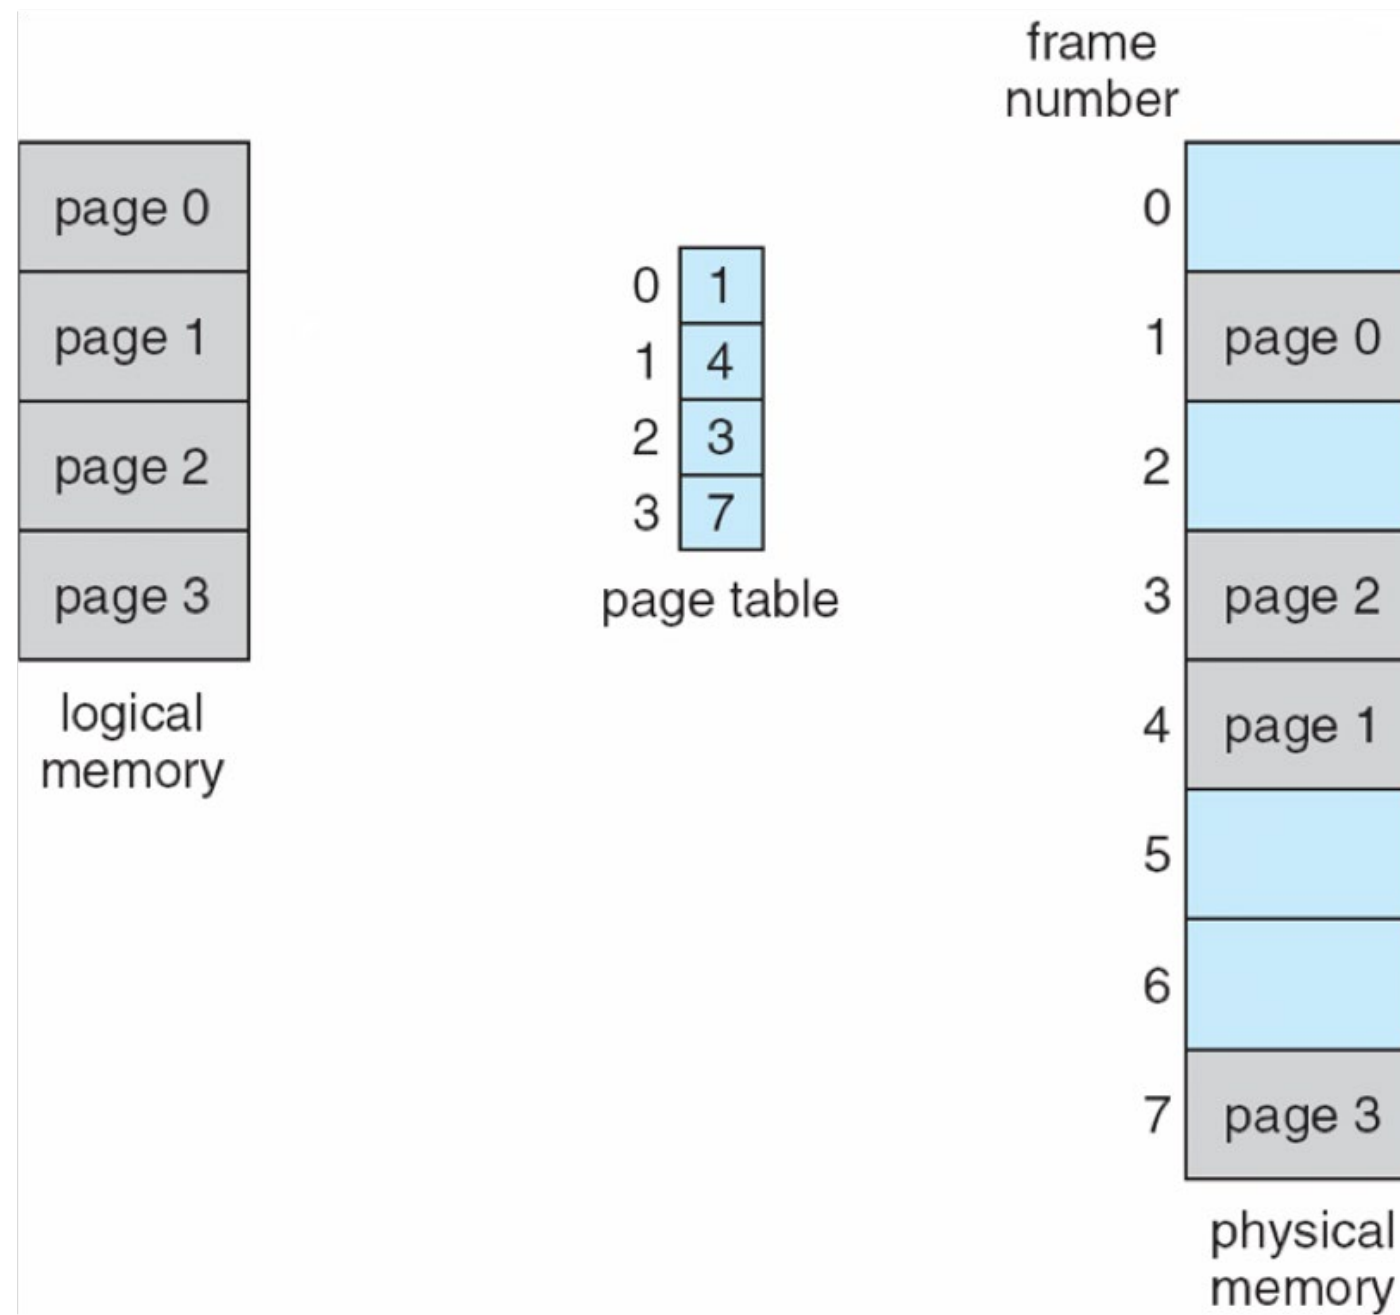 page 0
page 1
page 2
page 3
logical
memory
0 1
1 4
2 3
3 7
page table
frame
number
0
1 page 0
2
3 page 2
4 page 1
5
6
7 page 3
physical
memory